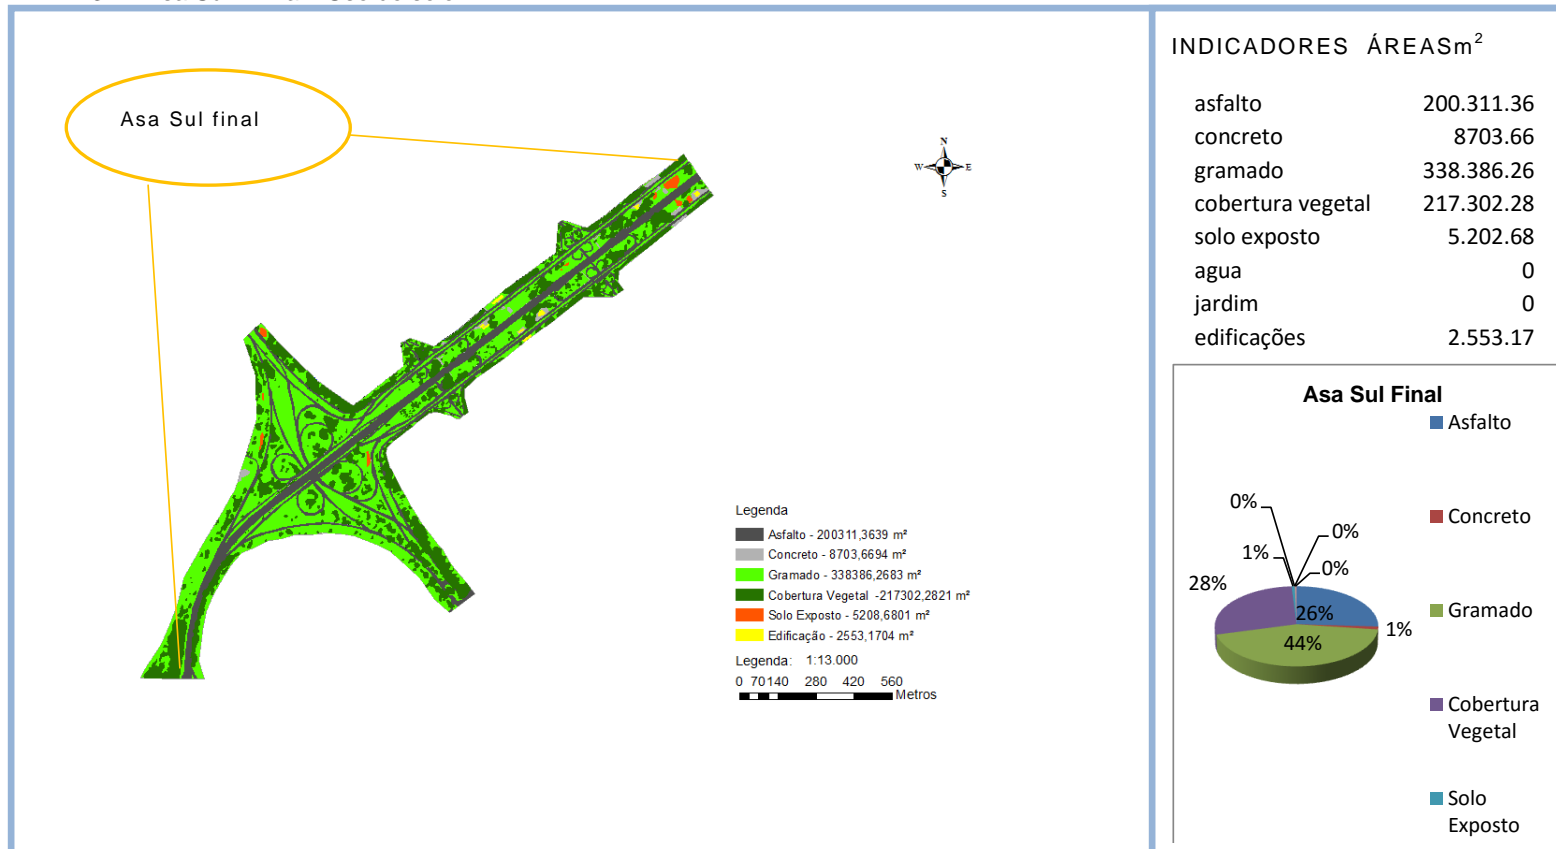 Asa Sul final
N
W E
S
Legenda
Asfalto - 200311,3639 m²
Concreto - 8703,6694 m²
Gramado - 338386,2683 m²
Cobertura Vegetal -217302,2821 m²
Solo Exposto - 5208,6801 m²
Edificação - 2553,1704 m²
Legenda: 1:13.000
0 70140 280 420 560
Metros
INDICADORES ÁREASm²
asfalto 200.311.36
concreto 8703.66
gramado 338.386.26
cobertura vegetal 217.302.28
solo exposto 5.202.68
agua 0
jardim 0
edificações 2.553.17
Asa Sul Final
Asfalto
Concreto
Gramado
Cobertura
Vegetal
Solo
Exposto
0%
0%
1%
0%
28%
26%
1%
44%